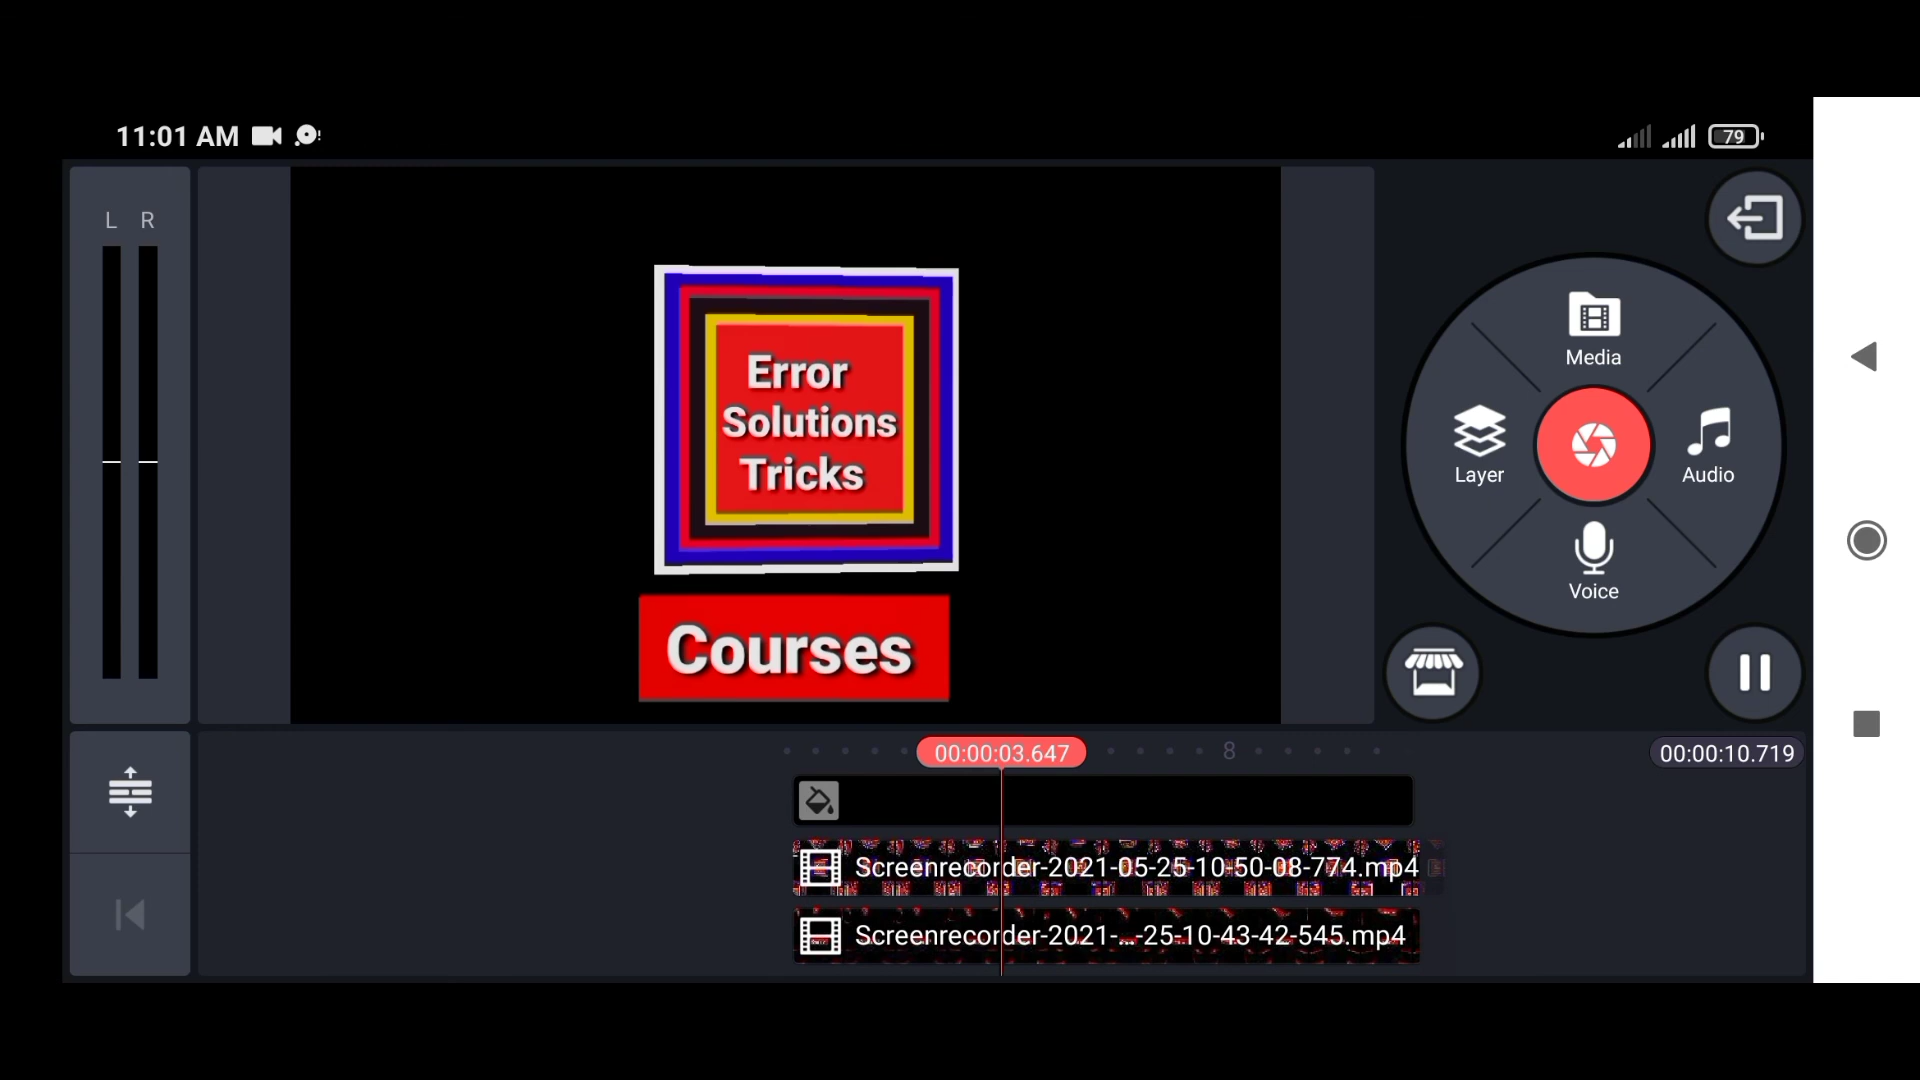 11:01 AM
79
L R
Error
Solutions
Tricks
Courses
Media
Layer
Audio
Voice
00:00:03.647
8
00:00:10.719
Screenrecorder-2021-05-25-10-50-08-774.mp4
Screenrecorder-2021-...-25-10-43-42-545.mp4